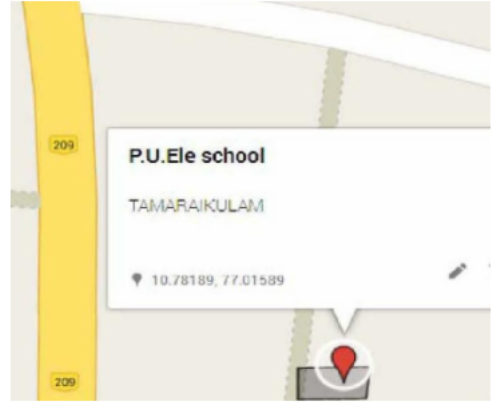 209
P.U.Ele school
TAMARAIKULAM
10.78189, 77.01589
209